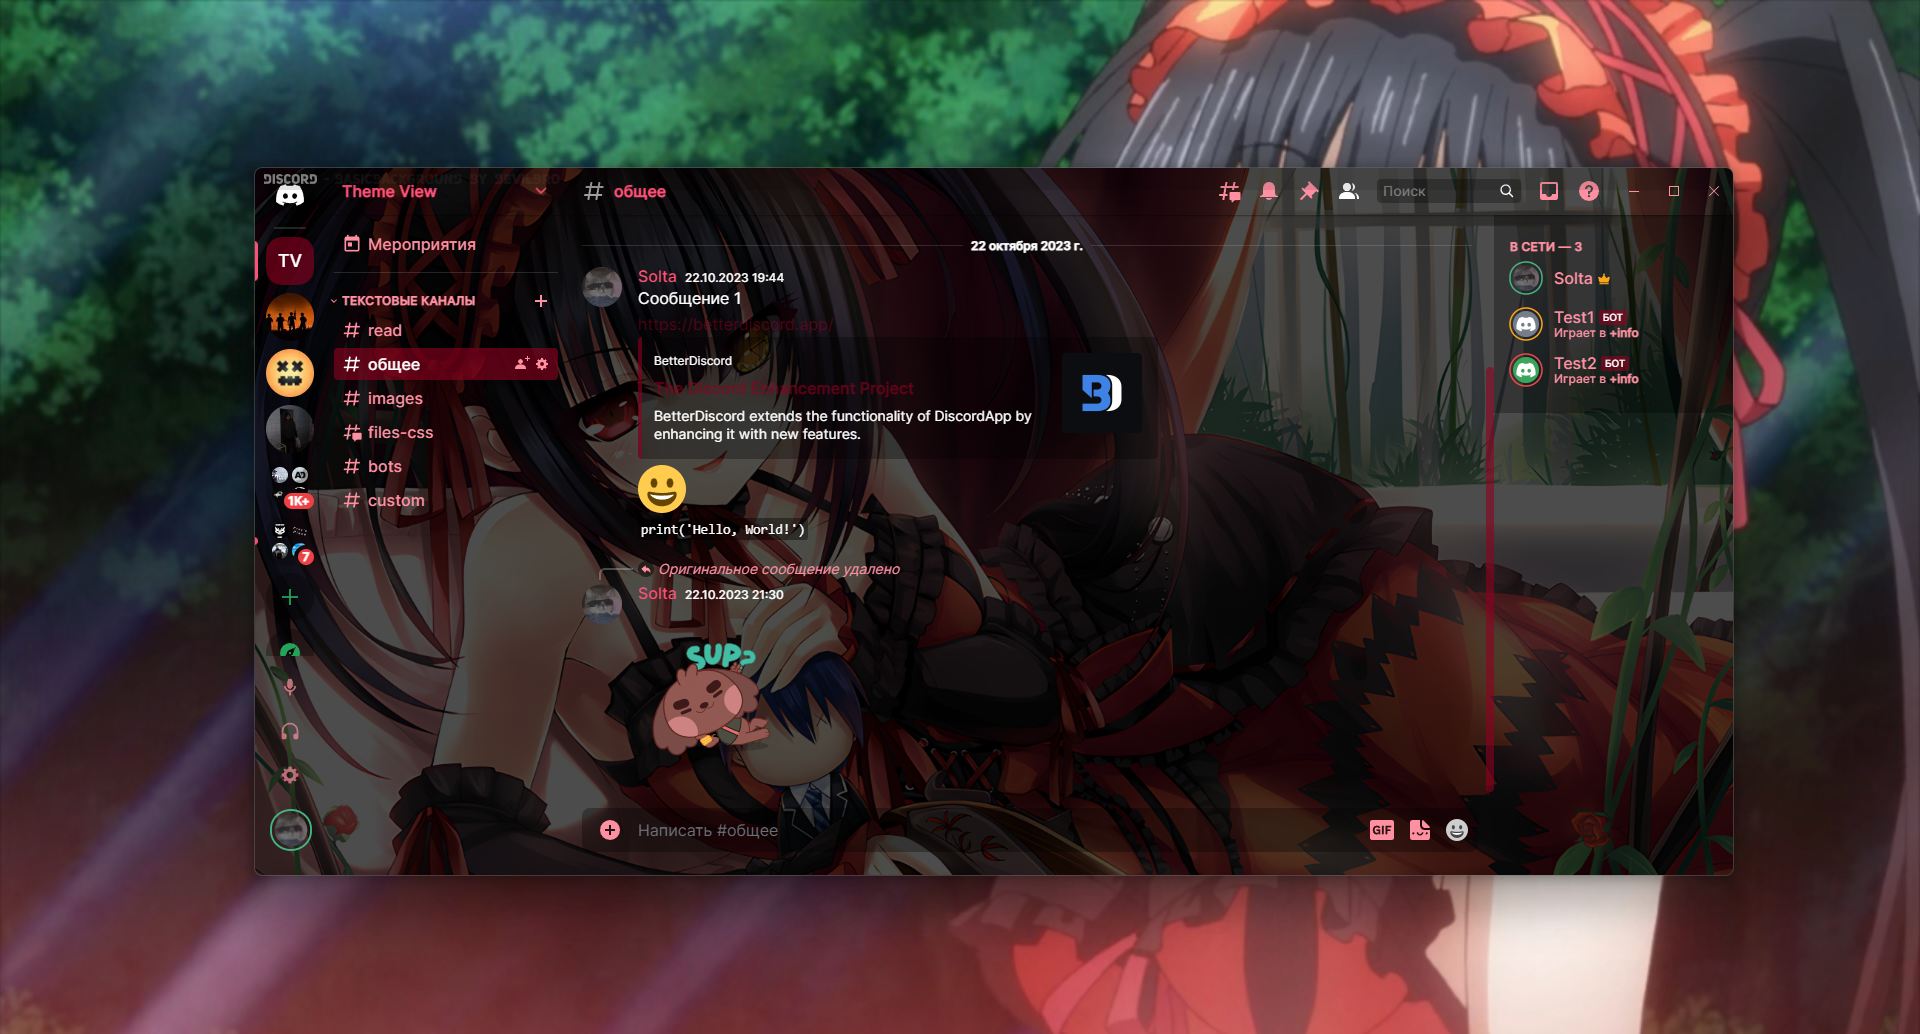 DISCORD - BASICBACKGROUND BY DEVILBRO
Theme View
общее
Поиск
TV
1K+
7
Мероприятия
ТЕКСТОВЫЕ КАНАЛЫ
read
общее
images
files-css
bots
custom
22 октября 2023 г.
Solta 22.10.2023 19:44
Сообщение 1
https://betterdiscord.app/
BetterDiscord
The Discord Enhancement Project
BetterDiscord extends the functionality of DiscordApp by
enhancing it with new features.
print('Hello, World!')
Оригинальное сообщение удалено
Solta 22.10.2023 21:30
SUP?
Написать #общее
GIF
В СЕТИ — 3
Solta
Test1 БОТ
Играет в +info
Test2 БОТ
Играет в +info